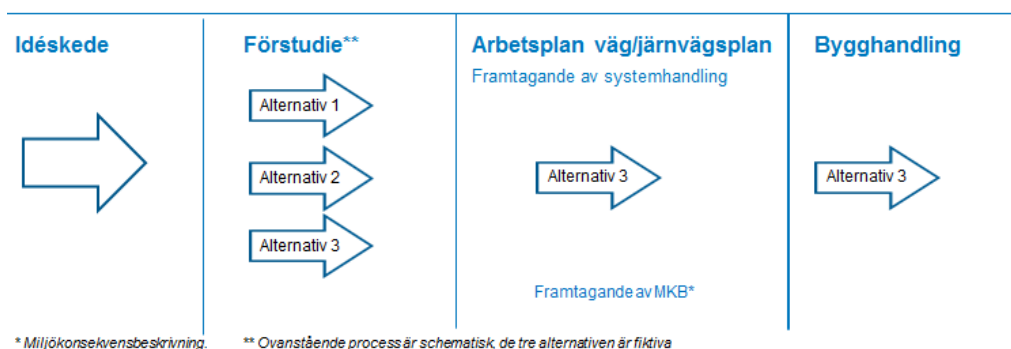 Idéskede
Förstudie**
Arbetsplan väg/järnvägsplan
Bygghandling
Framtagande av systemhandling
Alternativ 1
Alternativ 2
Alternativ 3
Alternativ 3
Alternativ 3
Framtagande av MKB*
* Miljökonsekvensbeskrivning.
** Ovanstående process är schematisk, de tre alternativen är fiktiva